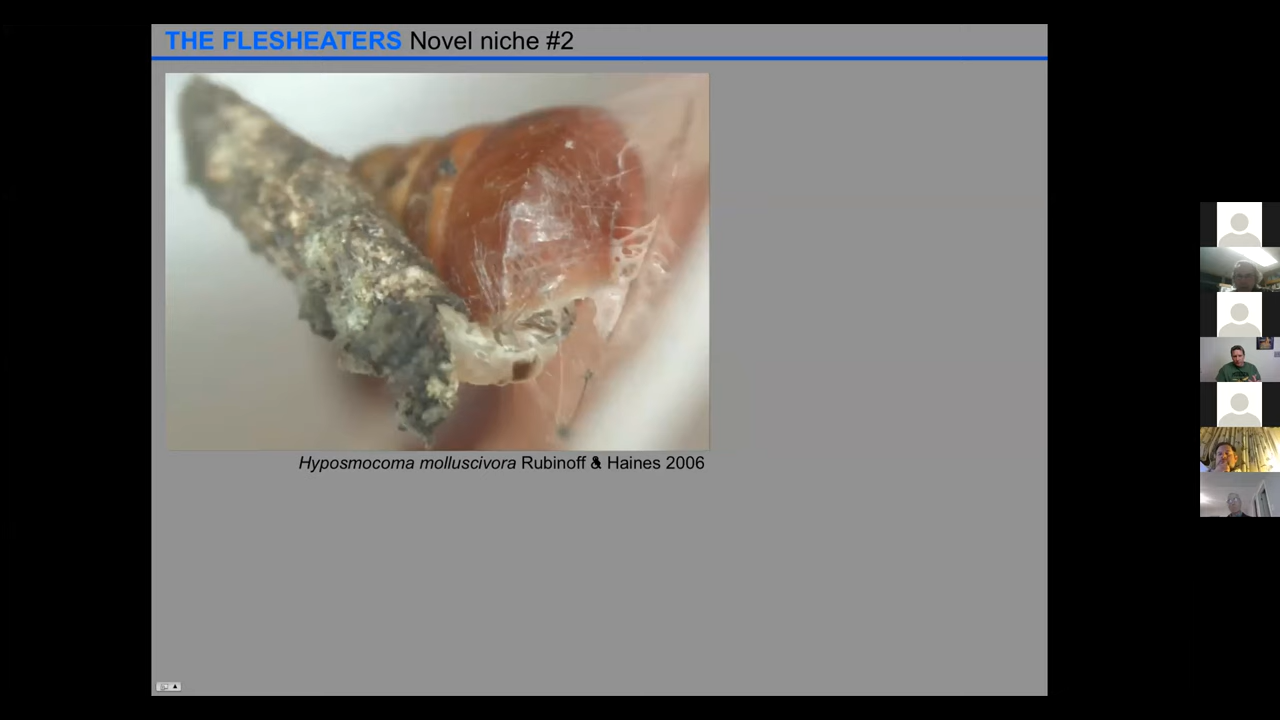 THE FLESHEATERS Novel niche #2
Hyposmocoma molluscivora Rubinoff & Haines 2006